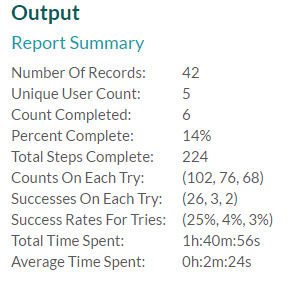 Output
Report Summary
Number Of Records: 42
Unique User Count: 5
Count Completed: 6
Percent Complete: 14%
Total Steps Complete: 224
Counts On Each Try: (102, 76, 68)
Successes On Each Try: (26, 3, 2)
Success Rates For Tries: (25%, 4%, 3%)
Total Time Spent: 1h:40m:56s
Average Time Spent: 0h:2m:24s